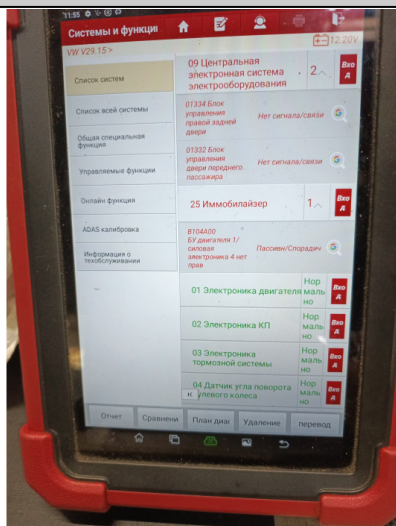 11:55
Системы и функции
VW V29.15 >
12.20V
Список систем
Список всей системы
Общая специальная
функция
Управляемые функции
Онлайн функция
ADAS калибровка
Информация о
техобслуживании
09 Центральная
электронная система
электрооборудования
2
Вхо
д
01334 Блок
управления
правой задней
двери
Нет сигнала/связи
01332 Блок
управления
двери переднего
пассажира
Нет сигнала/связи
25 Иммобилайзер
1
Вхо
д
B104A00
БУ двигателя 1/
силовая
электроника 4 нет
прав
Пассивн/Спорадич
01 Электроника двигателя
Нор
маль
но
Вхо
д
02 Электроника КП
Нор
маль
но
Вхо
д
03 Электроника
тормозной системы
Нор
маль
но
Вхо
д
04 Датчик угла поворота
улевого колеса
Нор
маль
но
Вхо
д
К
Отчет
Сравнени
План диаг
Удаление
перевод